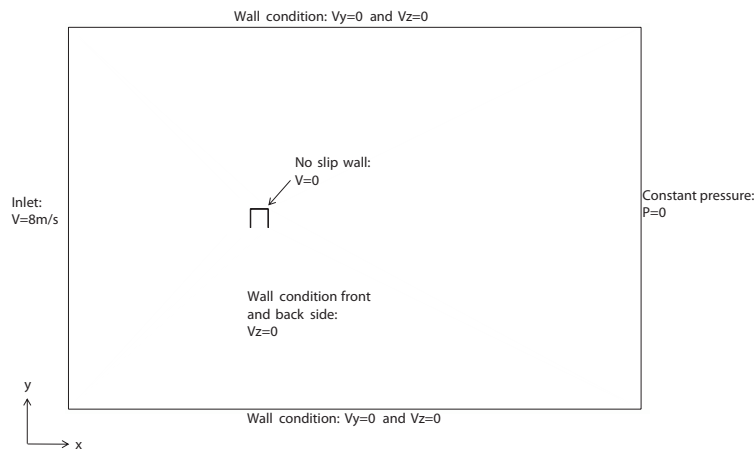 Wall condition: Vy=0 and Vz=0
No slip wall:
V=0
Inlet:
V=8m/s
Constant pressure:
P=0
Wall condition front
and back side:
Vz=0
y
x
Wall condition: Vy=0 and Vz=0